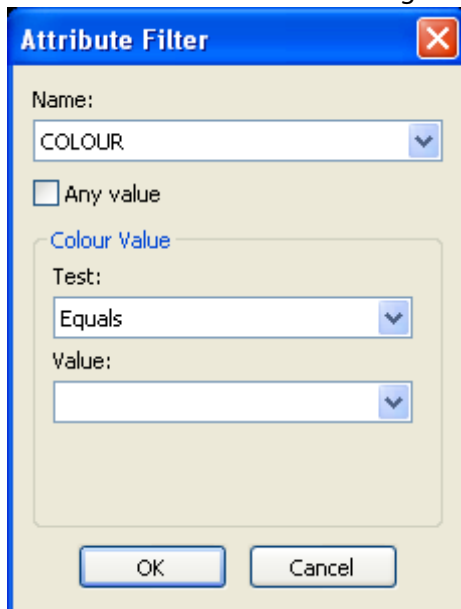 Attribute Filter
Name:
COLOUR
Any value
Colour Value
Test:
Equals
Value:
OK Cancel